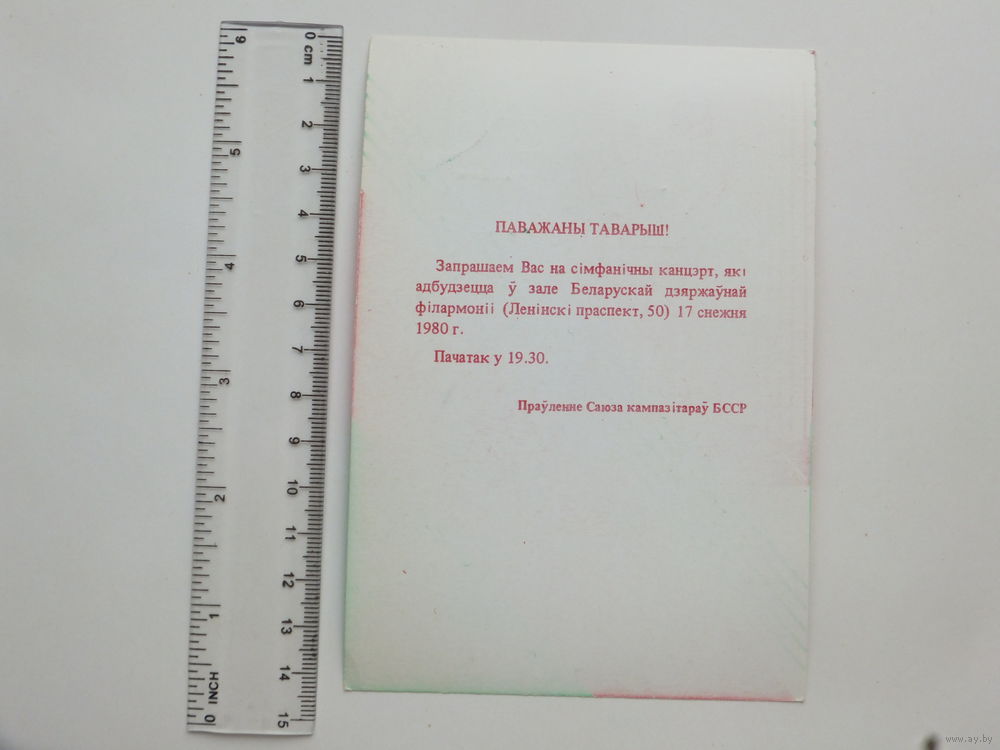 0 cm 1 2 3 4 5 6 7 8 9 10 11 12 13 14 15
6 5 4 3 2 1 0 INCH
ПАВАЖАНЫ ТАВАРЫШ!
Запрашаем Вас на сімфанічны канцэрт, які
адбудзецца ў зале Беларускай дзяржаўнай
філармоніі (Ленінскі праспект, 50) 17 снежня
1980 г.
Пачатак у 19.30.
Праўленне Саюза кампазітараў БССР
www.ay.by